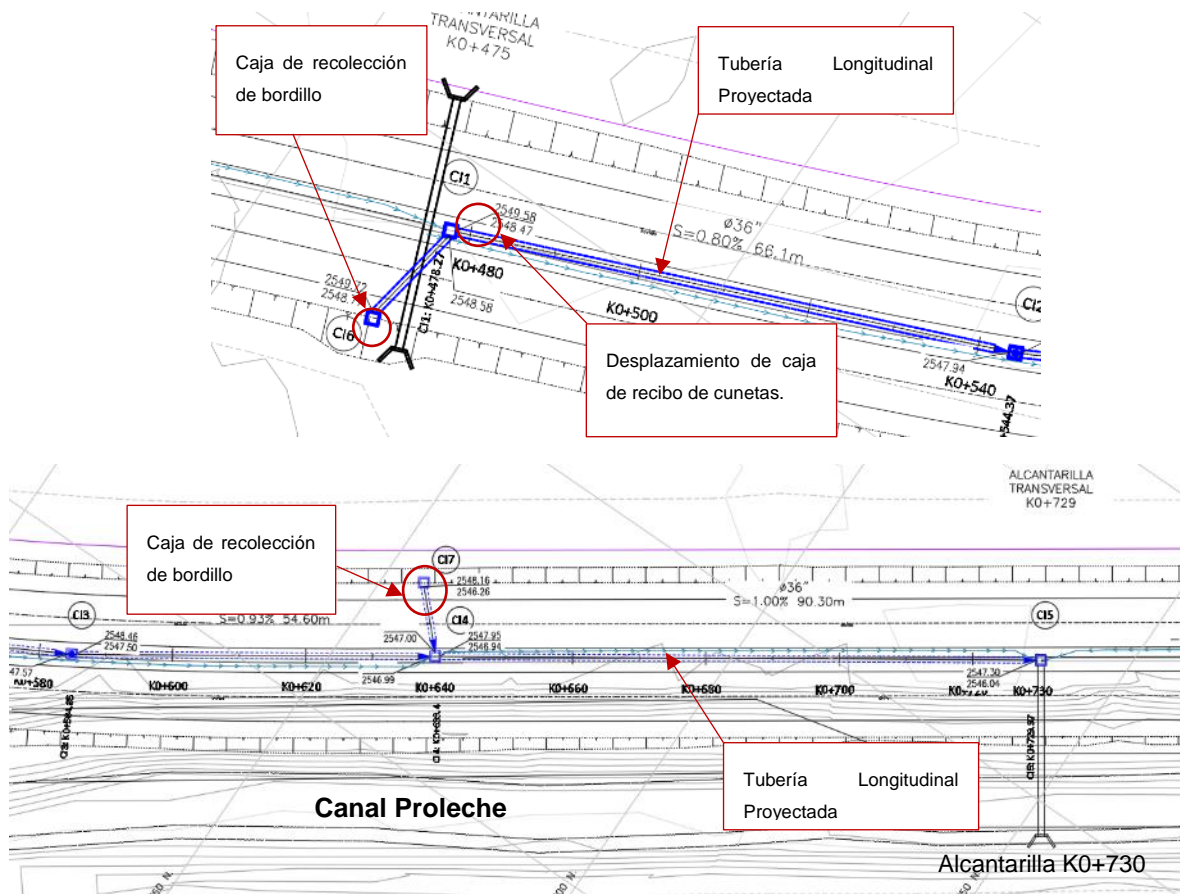 TRANSVERSAL
K0+475
Caja de recolección
de bordillo
Tubería Longitudinal
Proyectada
CI1
2549.58
2548.47
ø36"
S=0.80% 66.1m
K0+480
2548.58
K0+500
CI1: K0+478.27
CI6
2547.94
K0+540
Desplazamiento de caja
de recibo de cunetas.
ALCANTARILLA
TRANSVERSAL
K0+729
Caja de recolección
de bordillo
CI7
2548.16
2546.26
ø36"
S=1.00% 90.30m
CI3
S=0.93% 54.60m
CI4
CI5
2548.46
2547.50
2547.00
2547.95
2546.94
2546.99
2547.30
2546.04
K0+580
K0+600
K0+620
K0+640
K0+660
K0+680
K0+700
K0+730
Tubería Longitudinal
Proyectada
Canal Proleche
Alcantarilla K0+730